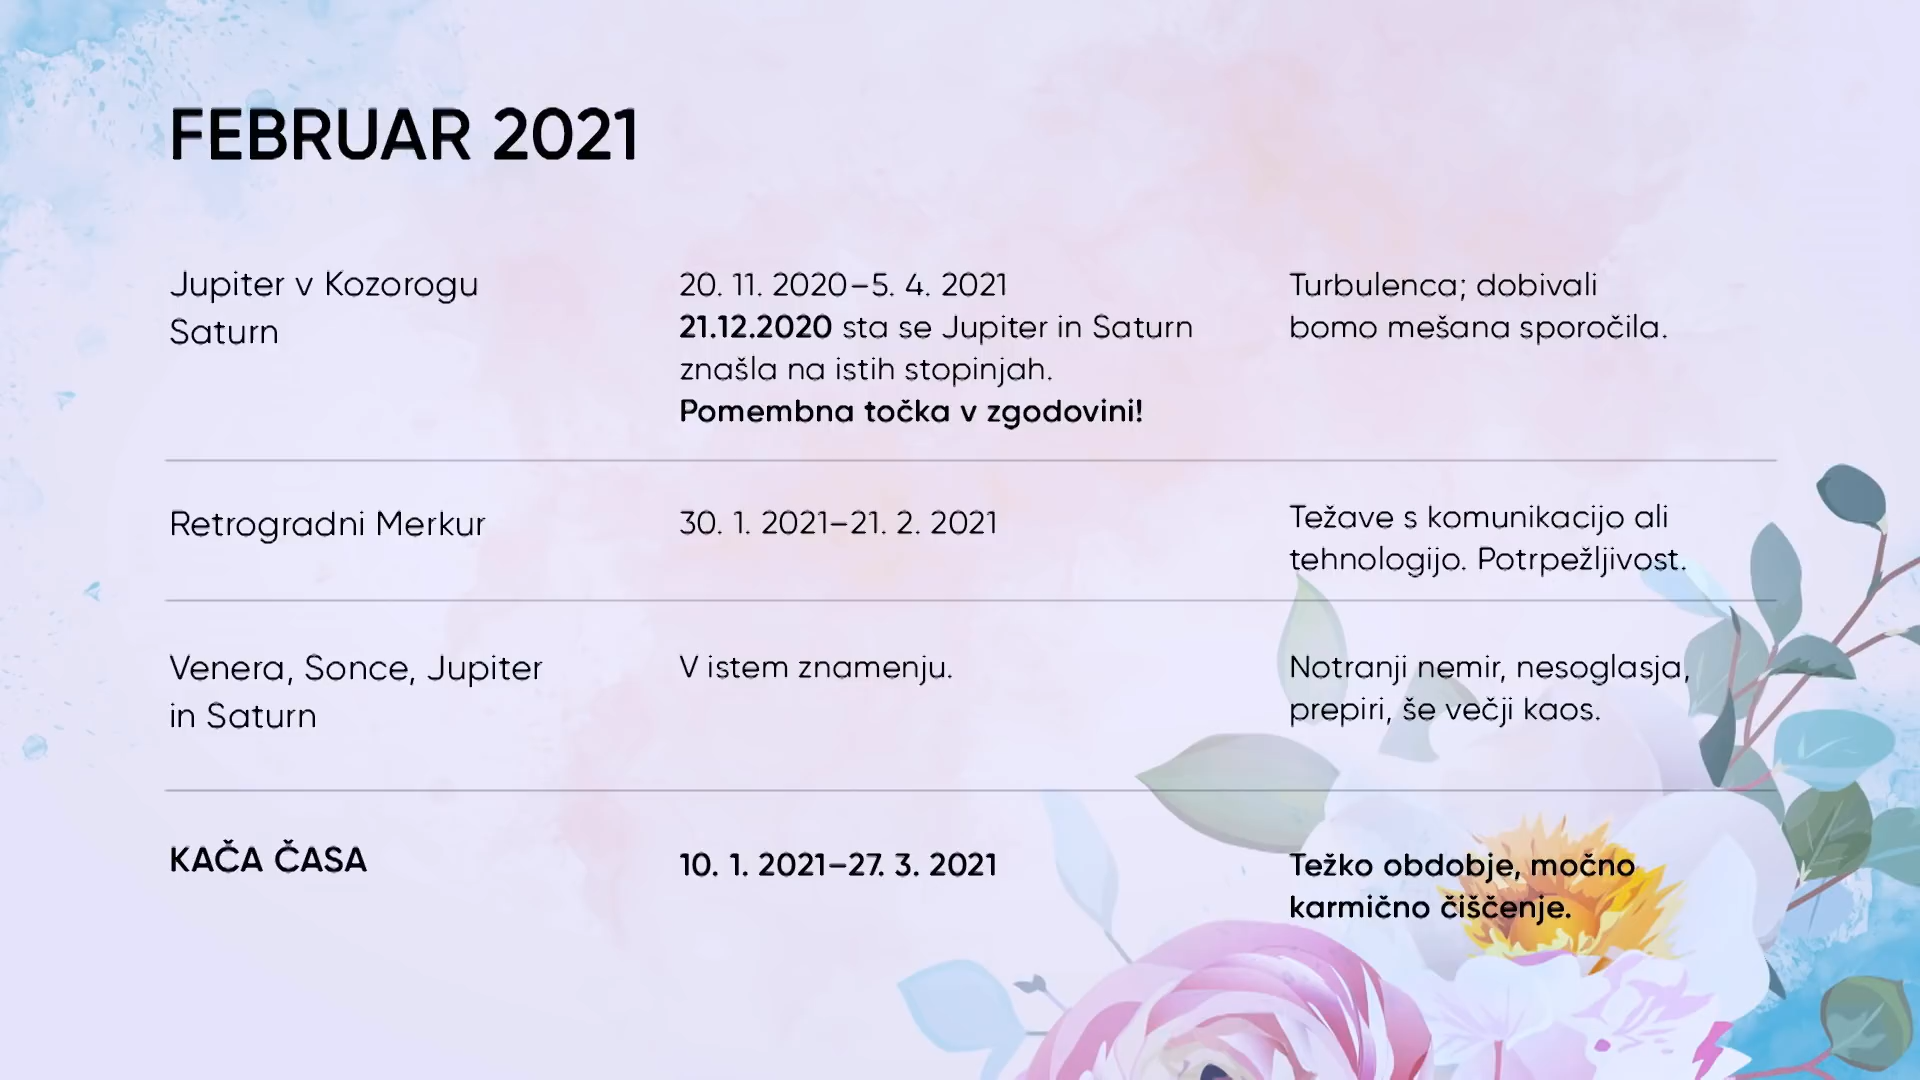 FEBRUAR 2021
Jupiter v Kozorogu
Saturn
20. 11. 2020–5. 4. 2021
21.12.2020 sta se Jupiter in Saturn
znašla na istih stopinjah.
Pomembna točka v zgodovini!
Turbulenca; dobivali
bomo mešana sporočila.
Retrogradni Merkur
30. 1. 2021–21. 2. 2021
Težave s komunikacijo ali
tehnologijo. Potrpežljivost.
Venera, Sonce, Jupiter
in Saturn
V istem znamenju.
Notranji nemir, nesoglasja,
prepiri, še večji kaos.
KAČA ČASA
10. 1. 2021–27. 3. 2021
Težko obdobje, močno
karmično čiščenje.